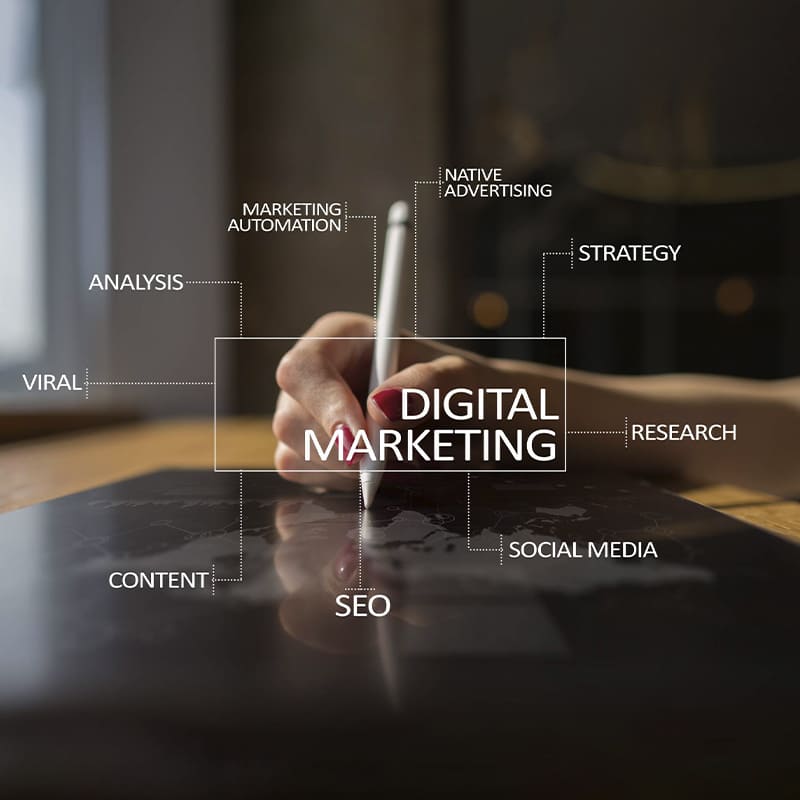 NATIVE
ADVERTISING
MARKETING
AUTOMATION
STRATEGY
ANALYSIS
VIRAL
DIGITAL
MARKETING
RESEARCH
SOCIAL MEDIA
CONTENT
SEO